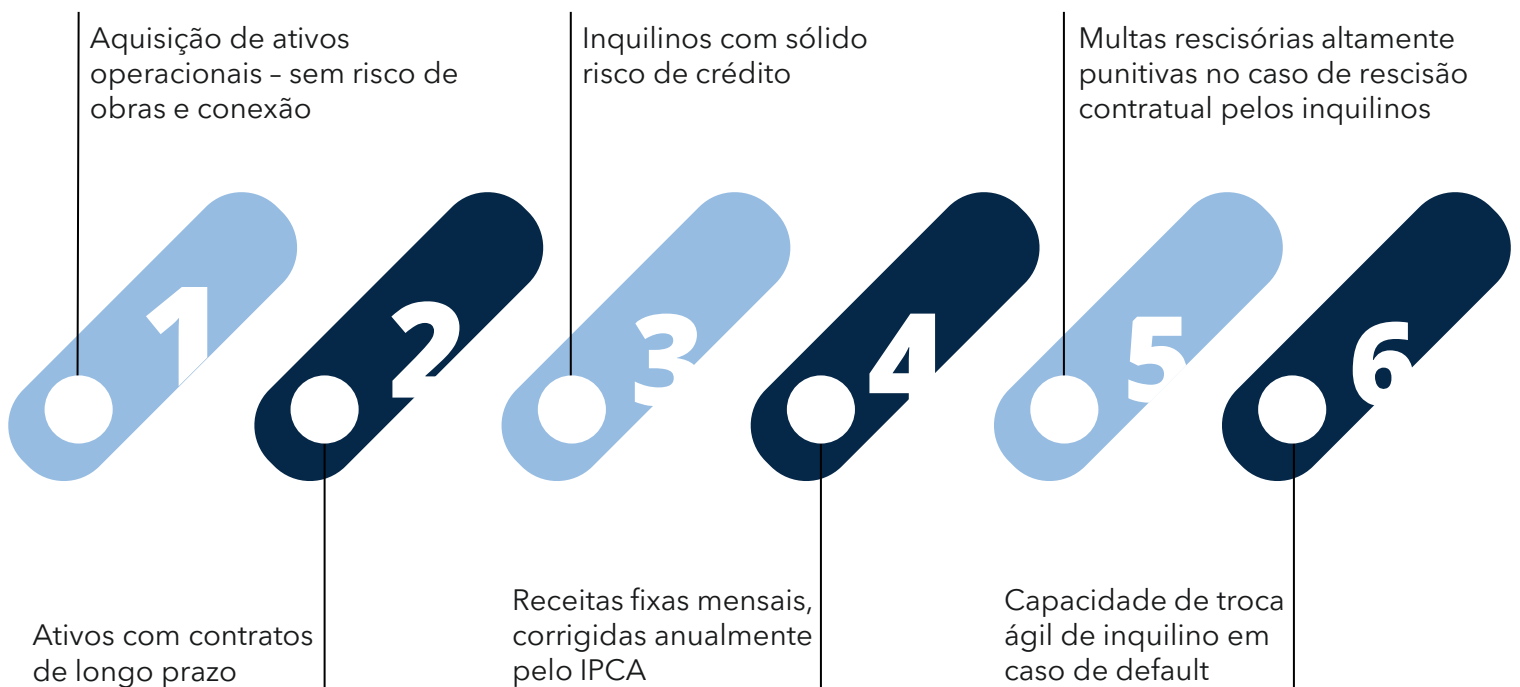 Aquisição de ativos
operacionais – sem risco de
obras e conexão
Inquilinos com sólido
risco de crédito
Multas rescisórias altamente
punitivas no caso de rescisão
contratual pelos inquilinos
1
2
3
4
5
6
Ativos com contratos
de longo prazo
Receitas fixas mensais,
corrigidas anualmente
pelo IPCA
Capacidade de troca
ágil de inquilino em
caso de default